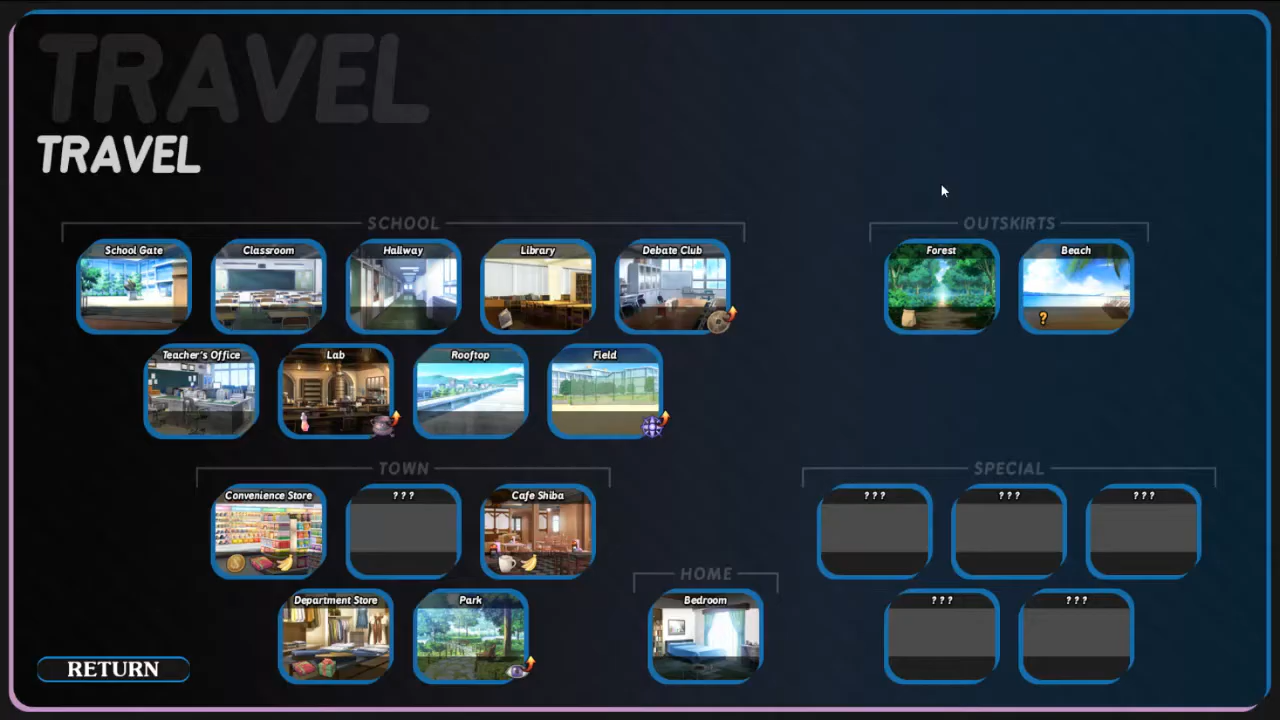 TRAVEL
TRAVEL
SCHOOL
School Gate
Classroom
Hallway
Library
Debate Club
Teacher's Office
Lab
Rooftop
Field
OUTSKIRTS
Forest
Beach
?
TOWN
Convenience Store
???
Cafe Shiba
Department Store
Park
HOME
Bedroom
SPECIAL
???
???
???
???
???
RETURN